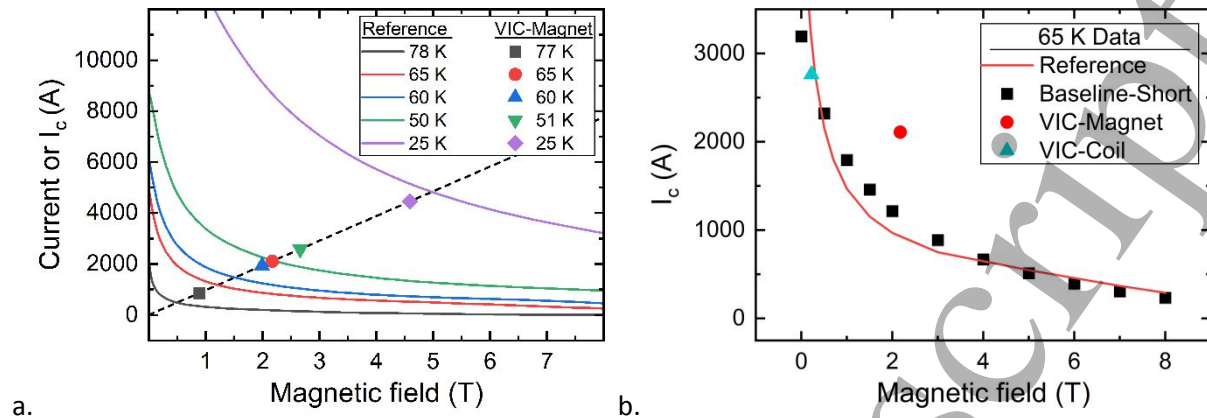 Reference VIC-Magnet
78 K 77 K
65 K 65 K
60 K 60 K
50 K 51 K
25 K 25 K
10000
8000
6000
4000
2000
0
Current or I_c (A)
1 2 3 4 5 6 7
Magnetic field (T)
a.
65 K Data
Reference
Baseline-Short
VIC-Magnet
VIC-Coil
3000
2000
1000
0
I_c (A)
0 2 4 6 8
Magnetic field (T)
b.